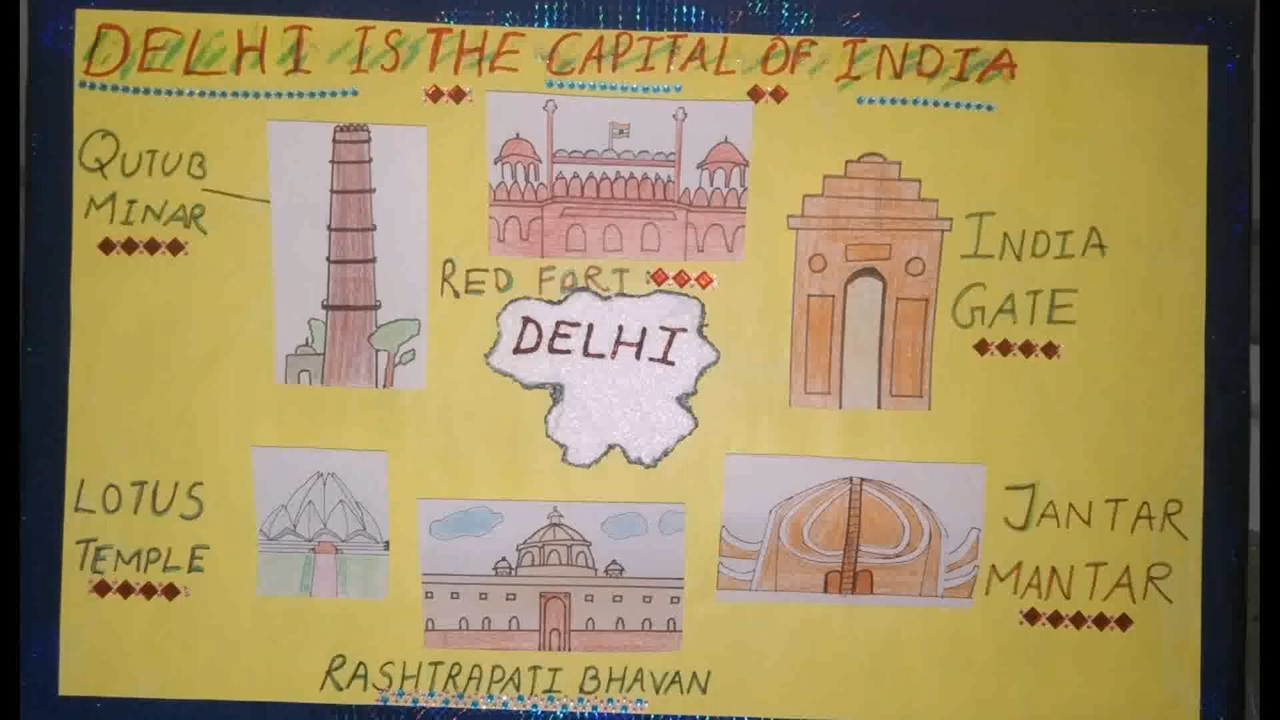 DELHI IS THE CAPITAL OF INDIA
QUTUB
MINAR
RED FORT
INDIA
GATE
DELHI
LOTUS
TEMPLE
JANTAR
MANTAR
RASHTRAPATI BHAVAN